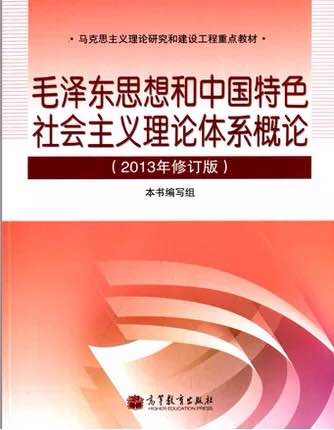 ·马克思主义理论研究和建设工程重点教材·
毛泽东思想和中国特色
社会主义理论体系概论
(2013年修订版)
本书编写组
高等教育出版社